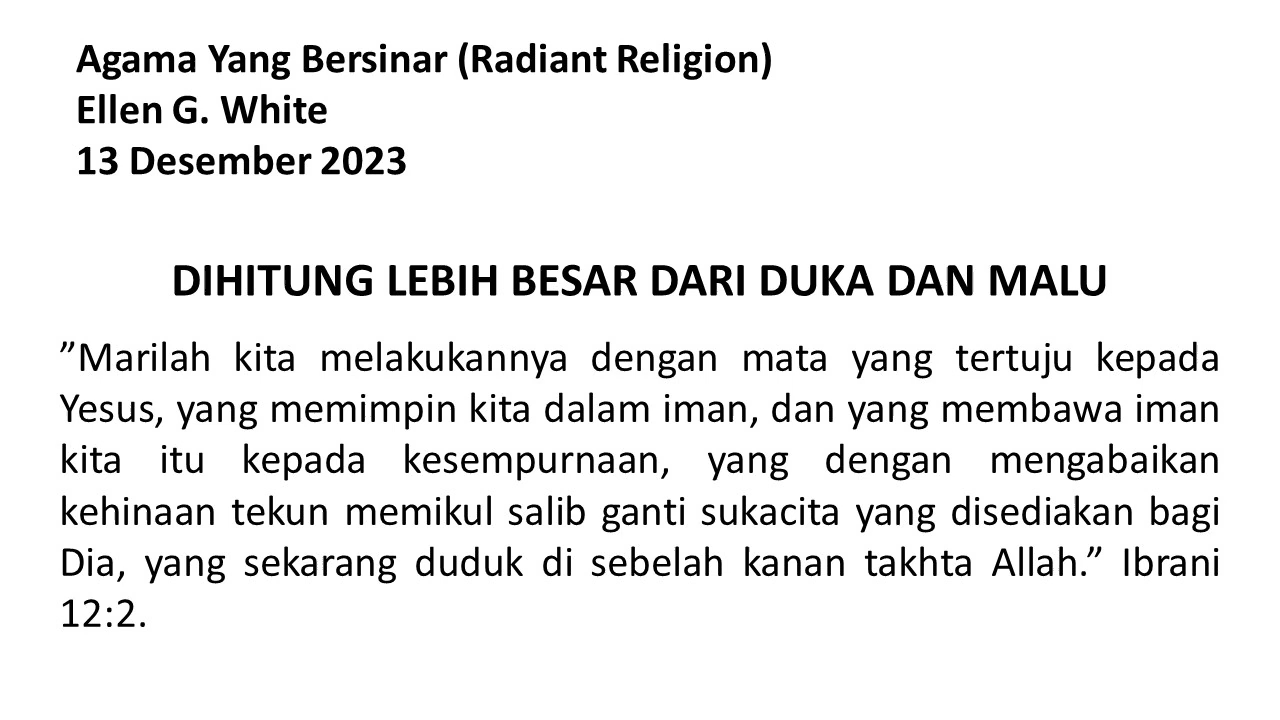 Agama Yang Bersinar (Radiant Religion)
Ellen G. White
13 Desember 2023
DIHITUNG LEBIH BESAR DARI DUKA DAN MALU
”Marilah kita melakukannya dengan mata yang tertuju kepada
Yesus, yang memimpin kita dalam iman, dan yang membawa iman
kita itu kepada kesempurnaan, yang dengan mengabaikan
kehinaan tekun memikul salib ganti sukacita yang disediakan bagi
Dia, yang sekarang duduk di sebelah kanan takhta Allah.” Ibrani
12:2.